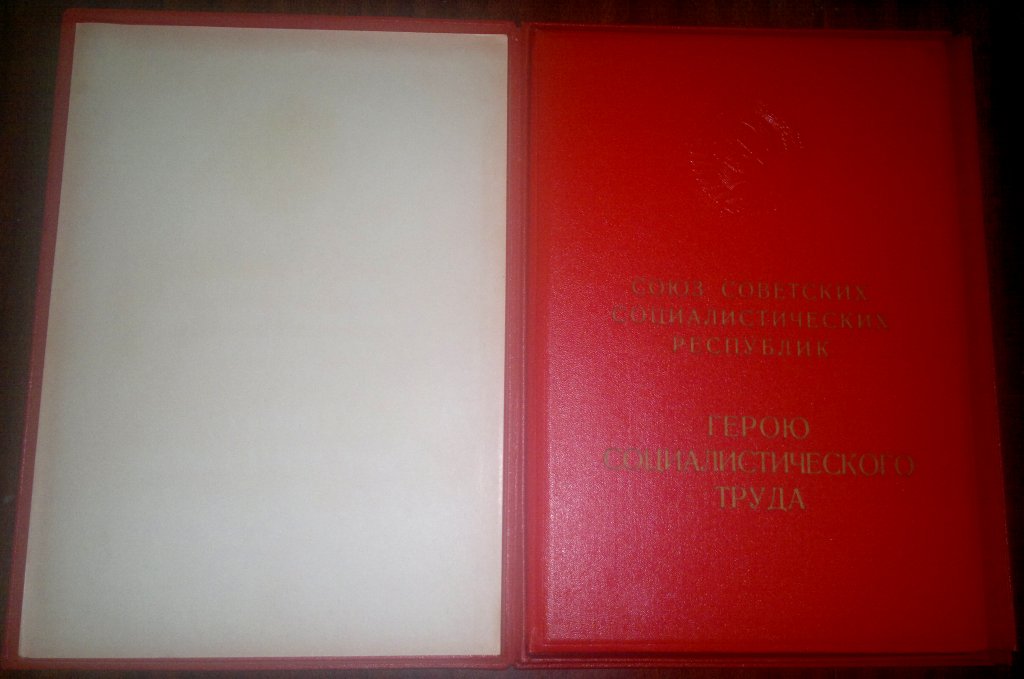 СОЮЗ СОВЕТСКИХ
СОЦИАЛИСТИЧЕСКИХ
РЕСПУБЛИК
ГЕРОЮ
СОЦИАЛИСТИЧЕСКОГО
ТРУДА